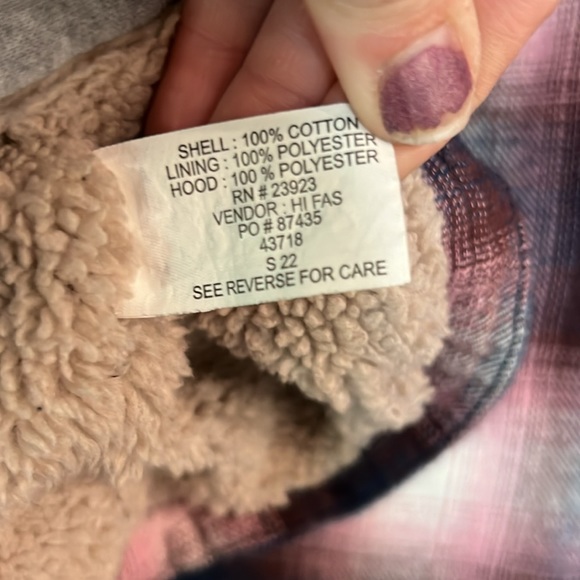 SHELL : 100% COTTON
LINING : 100% POLYESTER
HOOD : 100 % POLYESTER
RN # 23923
VENDOR : HI FAS
PO # 87435
43718
S 22
SEE REVERSE FOR CARE